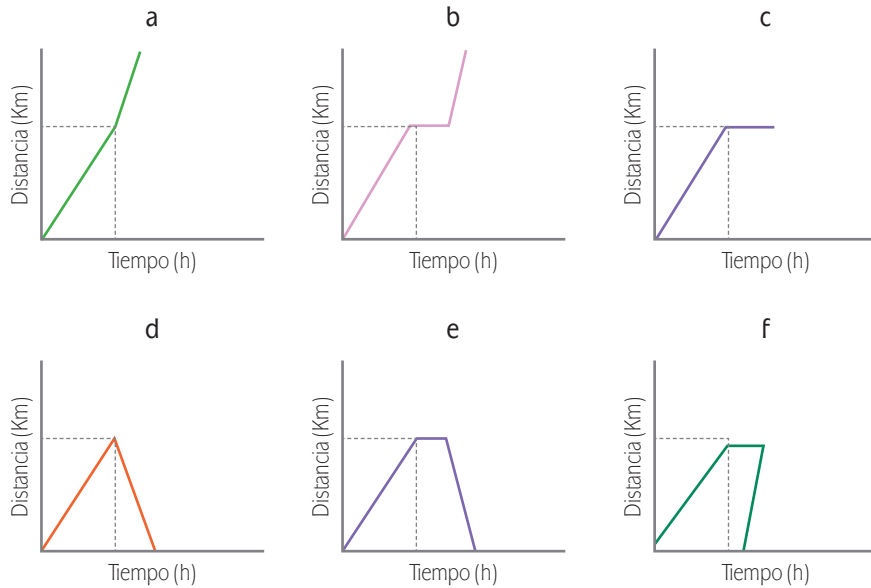 a
b
c
Distancia (Km)
Distancia (Km)
Distancia (Km)
Tiempo (h)
Tiempo (h)
Tiempo (h)
d
e
f
Distancia (Km)
Distancia (Km)
Distancia (Km)
Tiempo (h)
Tiempo (h)
Tiempo (h)